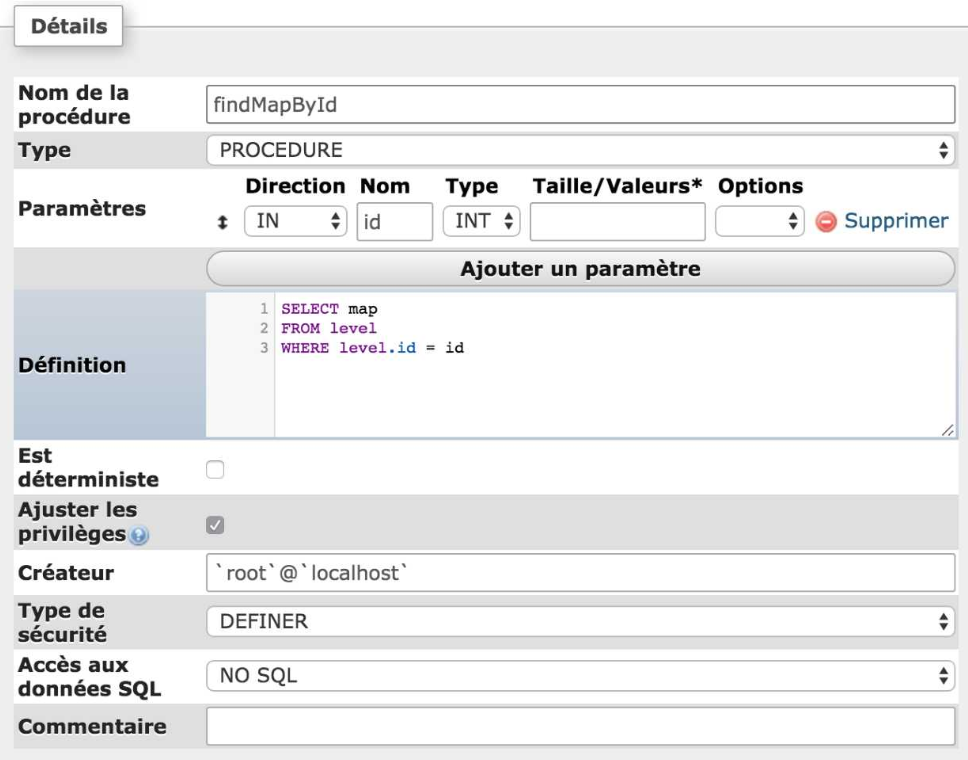 Détails
Nom de la
procédure
findMapById
Type
PROCEDURE
Paramètres
Direction Nom Type Taille/Valeurs* Options
IN id INT Supprimer
Ajouter un paramètre
Définition
1 SELECT map
2 FROM level
3 WHERE level.id = id
Est
déterministe
Ajuster les
privilèges
Créateur
`root`@`localhost`
Type de
sécurité
DEFINER
Accès aux
données SQL
NO SQL
Commentaire